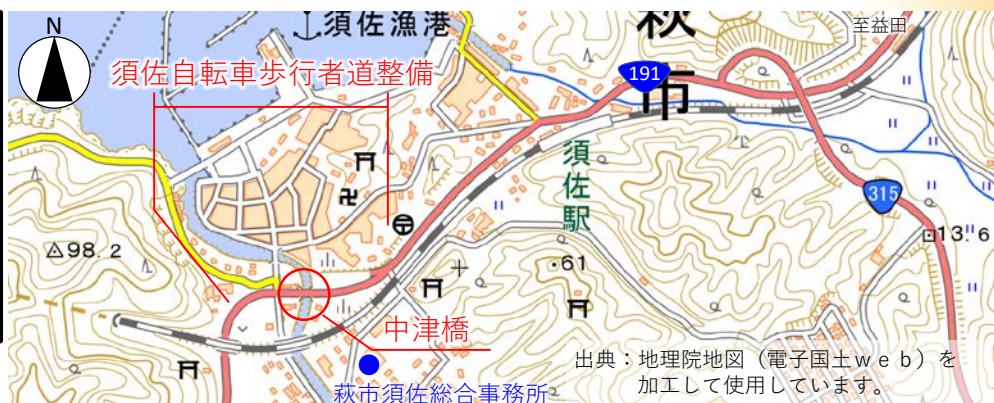 N
須佐漁港
萩
市
至益田
須佐自転車歩行者道整備
191
須佐駅
315
98.2
61
13.6
中津橋
萩市須佐総合事務所
出典：地理院地図（電子国土ｗｅｂ）を
加工して使用しています。